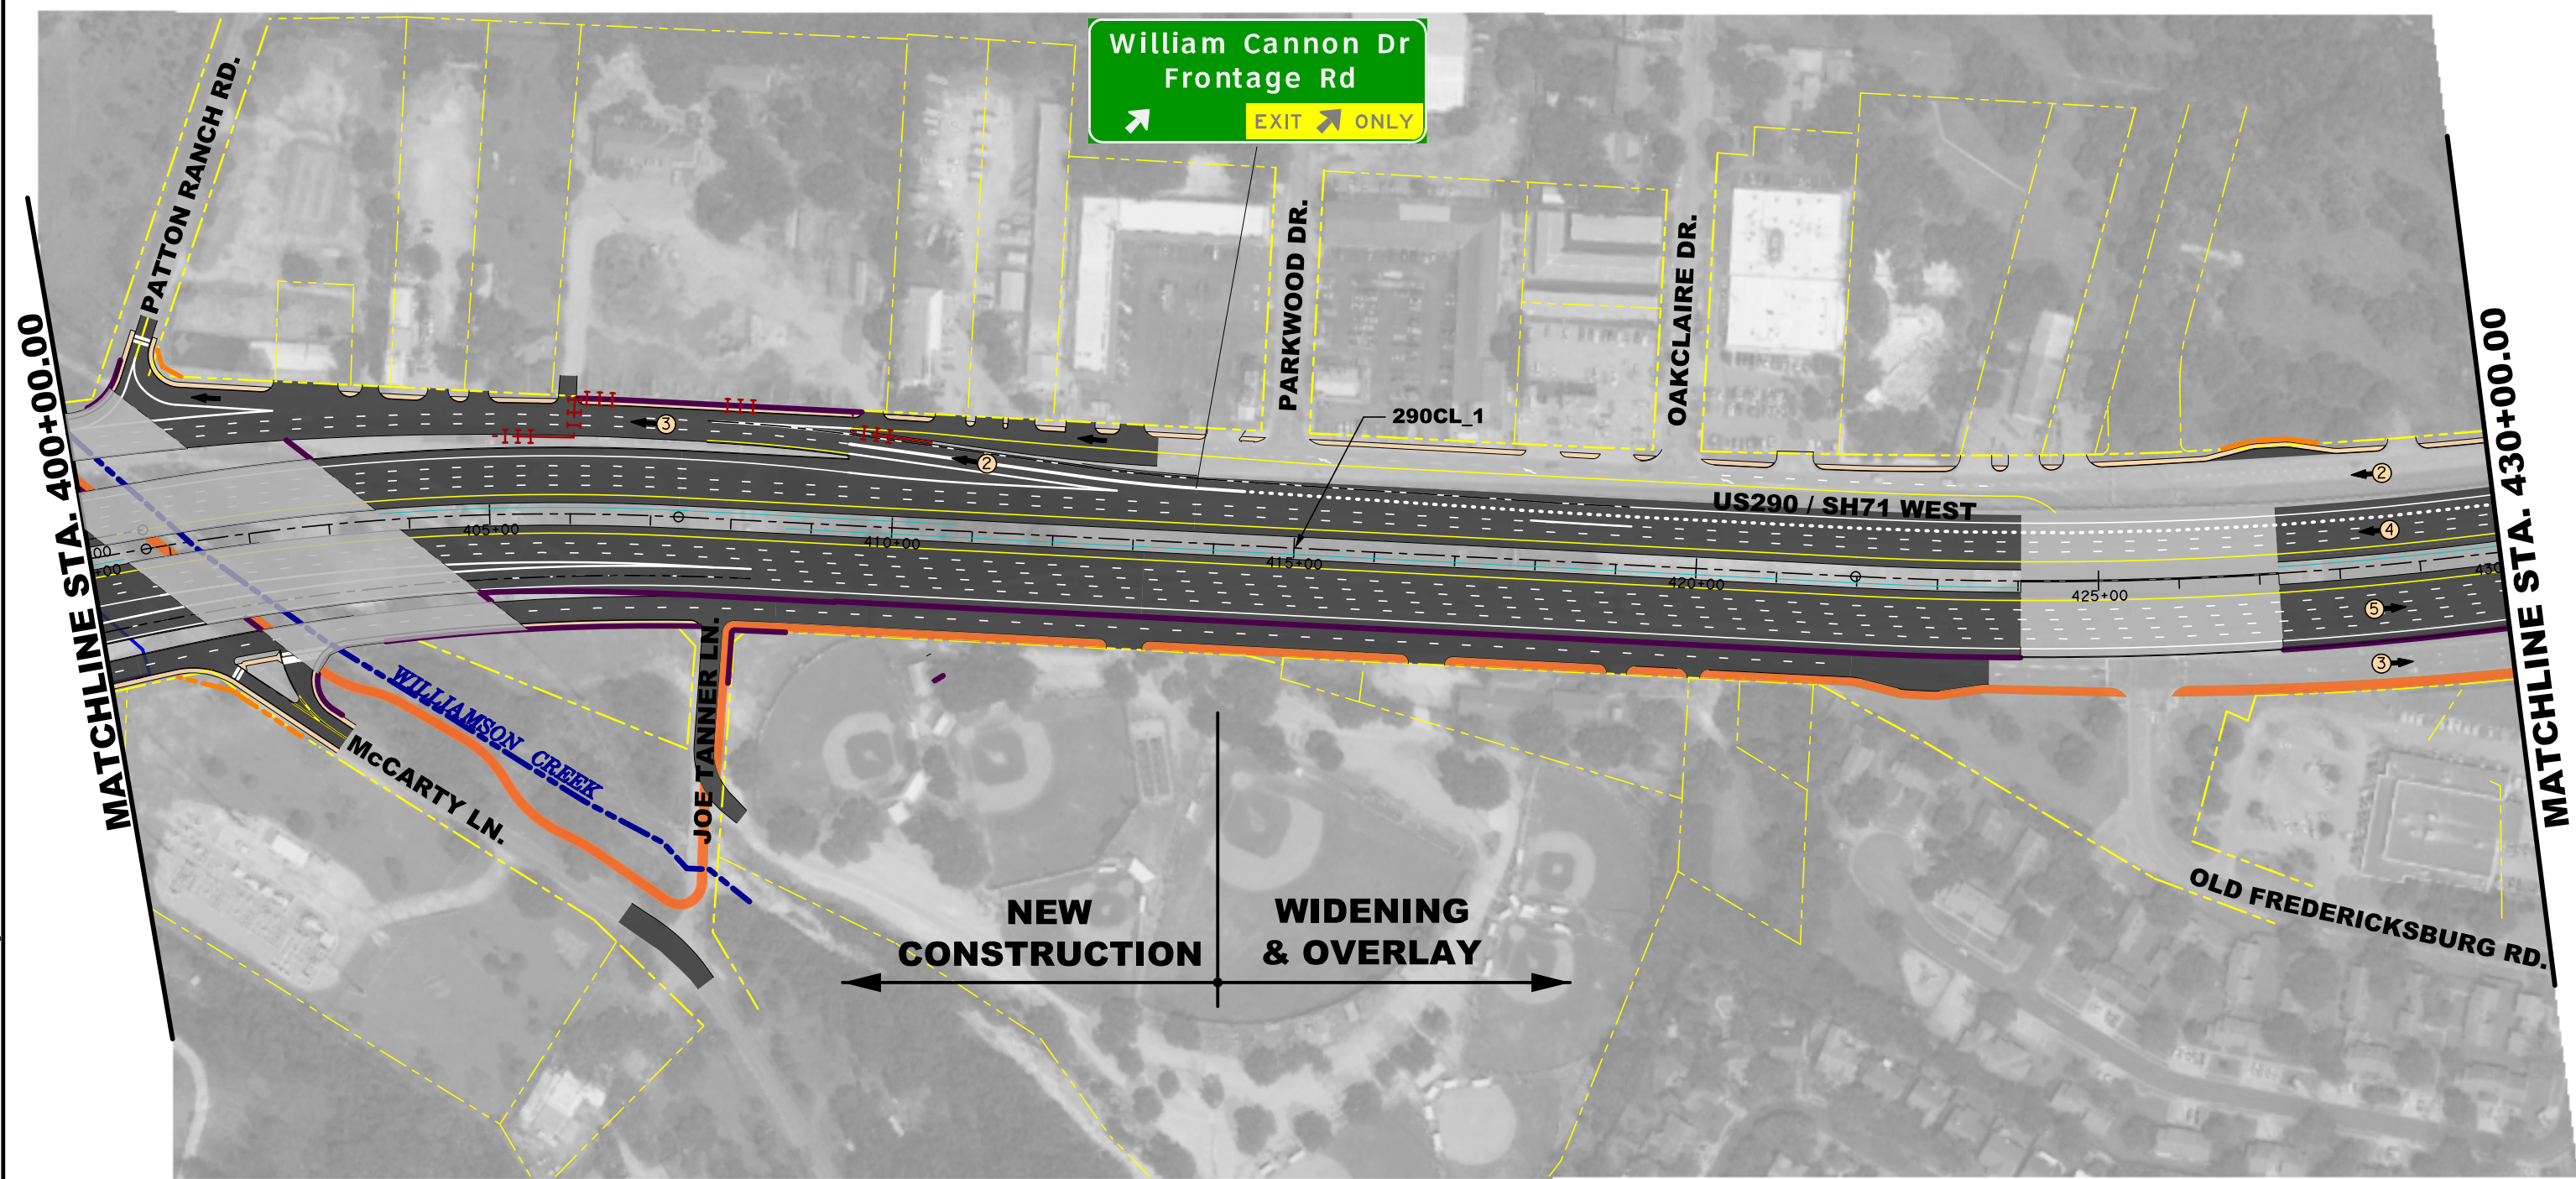 William Cannon Dr
Frontage Rd
EXIT ONLY
PATTON RANCH RD.
PARKWOOD DR.
OAKCLAIRE DR.
MATCHLINE STA. 400+00.00
MATCHLINE STA. 430+00.00
290CL_1
US290 / SH71 WEST
3
2
2
4
5
3
405+00
410+00
415+00
420+00
425+00
430
00
+00
WILLIAMSON CREEK
McCARTY LN.
JOE TANNER LN.
NEW
CONSTRUCTION
WIDENING
& OVERLAY
OLD FREDERICKSBURG RD.